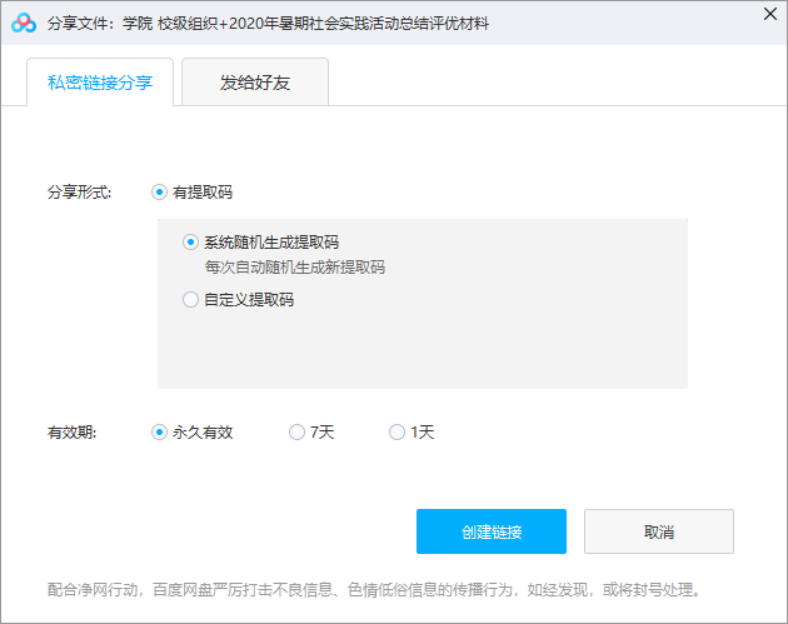 分享文件：学院 校级组织+2020年暑期社会实践活动总结评优材料
私密链接分享 发给好友
分享形式: 有提取码
系统随机生成提取码
每次自动随机生成新提取码
自定义提取码
有效期: 永久有效 7天 1天
创建链接 取消
配合净网行动，百度网盘严厉打击不良信息、色情低俗信息的传播行为，如经发现，或将封号处理。